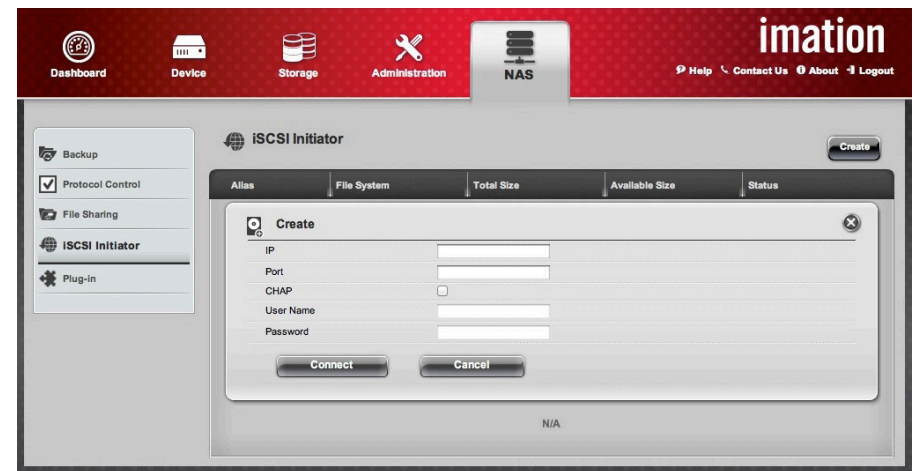 imation
Dashboard
Device
Storage
Administration
NAS
Help Contact Us About Logout
Backup
Protocol Control
File Sharing
iSCSI Initiator
Plug-in
iSCSI Initiator
Create
Alias File System Total Size Available Size Status
Create
IP
Port
CHAP
User Name
Password
Connect Cancel
N/A